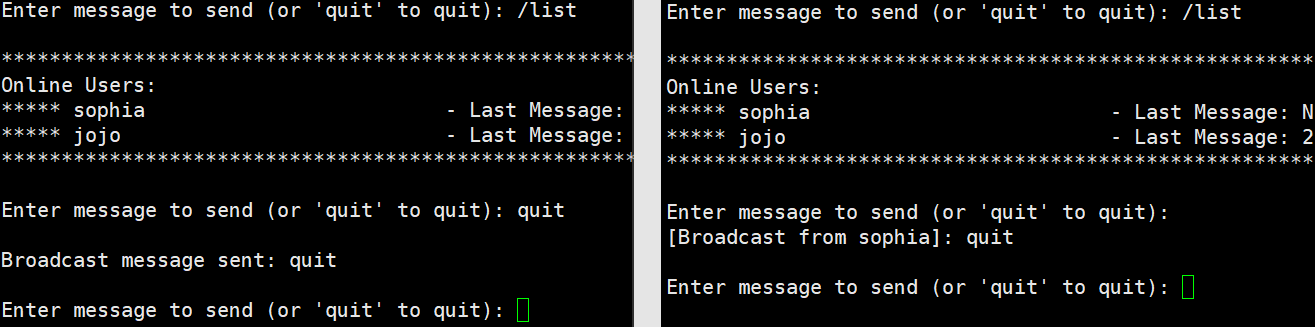 Enter message to send (or 'quit' to quit): /list
*****************************************************
Online Users:
***** sophia                         - Last Message:
***** jojo                           - Last Message:
*****************************************************
Enter message to send (or 'quit' to quit): quit
Broadcast message sent: quit
Enter message to send (or 'quit' to quit):
Enter message to send (or 'quit' to quit): /list
******************************************************
Online Users:
***** sophia                         - Last Message: N
***** jojo                           - Last Message: 2
******************************************************
Enter message to send (or 'quit' to quit):
[Broadcast from sophia]: quit
Enter message to send (or 'quit' to quit):